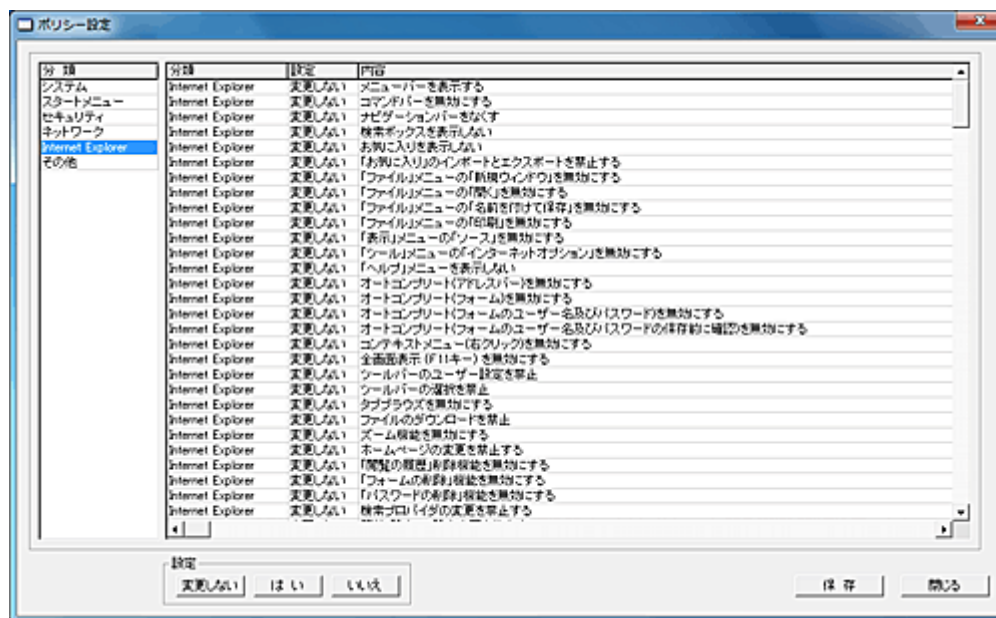 ポリシー設定
分 類
システム
スタートメニュー
セキュリティ
ネットワーク
Internet Explorer
その他
分類 設定 内容
Internet Explorer 変更しない メニューバーを表示する
Internet Explorer 変更しない コマンドバーを無効にする
Internet Explorer 変更しない ナビゲーションバーをなくす
Internet Explorer 変更しない 検索ボックスを表示しない
Internet Explorer 変更しない お気に入りを表示しない
Internet Explorer 変更しない 「お気に入り」のインポートとエクスポートを禁止する
Internet Explorer 変更しない 「ファイル」メニューの「新規ウィンドウ」を無効にする
Internet Explorer 変更しない 「ファイル」メニューの「開く」を無効にする
Internet Explorer 変更しない 「ファイル」メニューの「名前を付けて保存」を無効にする
Internet Explorer 変更しない 「ファイル」メニューの「印刷」を無効にする
Internet Explorer 変更しない 「表示」メニューの「ソース」を無効にする
Internet Explorer 変更しない 「ツール」メニューの「インターネットオプション」を無効にする
Internet Explorer 変更しない 「ヘルプ」メニューを表示しない
Internet Explorer 変更しない オートコンプリート(アドレスバー)を無効にする
Internet Explorer 変更しない オートコンプリート(フォーム)を無効にする
Internet Explorer 変更しない オートコンプリート(フォームのユーザー名及びパスワード)を無効にする
Internet Explorer 変更しない オートコンプリート(フォームのユーザー名及びパスワードの保存前に確認)を無効にする
Internet Explorer 変更しない コンテキストメニュー(右クリック)を無効にする
Internet Explorer 変更しない 全画面表示 (F11キー) を無効にする
Internet Explorer 変更しない ツールバーのユーザー設定を禁止
Internet Explorer 変更しない ツールバーの選択を禁止
Internet Explorer 変更しない タブブラウズを無効にする
Internet Explorer 変更しない ファイルのダウンロードを禁止
Internet Explorer 変更しない ズーム機能を無効にする
Internet Explorer 変更しない ホームページの変更を禁止する
Internet Explorer 変更しない 「閲覧の履歴」削除機能を無効にする
Internet Explorer 変更しない 「フォームの削除」機能を無効にする
Internet Explorer 変更しない 「パスワードの削除」機能を無効にする
Internet Explorer 変更しない 検索プロバイダの変更を禁止する
設定
変更しない はい いいえ 保 存 閉じる